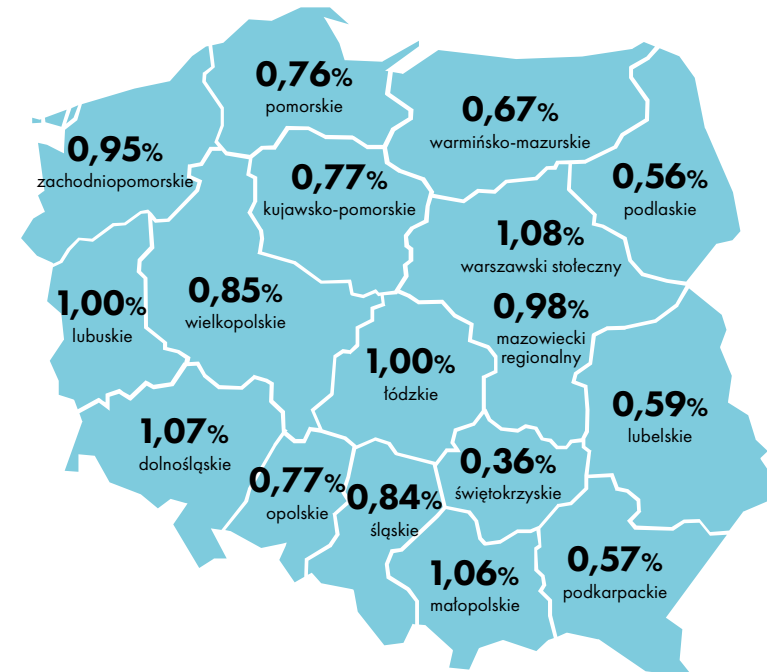 0,76%
pomorskie
0,67%
warmińsko-mazurskie
0,95%
zachodniopomorskie
0,77%
kujawsko-pomorskie
0,56%
podlaskie
1,08%
warszawski stołeczny
1,00%
lubuskie
0,85%
wielkopolskie
0,98%
mazowiecki
regionalny
1,00%
łódzkie
0,59%
lubelskie
1,07%
dolnośląskie
0,77%
opolskie
0,84%
śląskie
0,36%
świętokrzyskie
1,06%
małopolskie
0,57%
podkarpackie